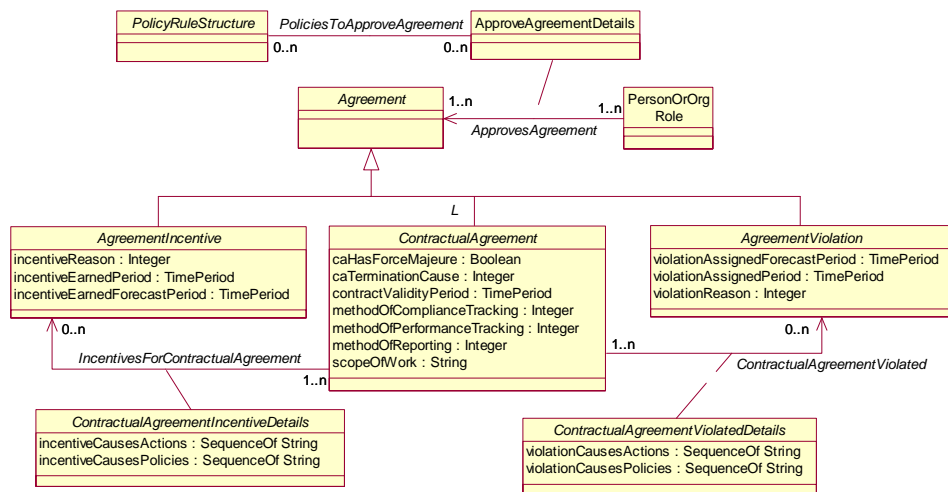 PolicyRuleStructure
PoliciesToApproveAgreement
ApproveAgreementDetails
0..n
0..n
Agreement
1..n
1..n
PersonOrOrg
Role
ApprovesAgreement
L
AgreementIncentive
incentiveReason : Integer
incentiveEarnedPeriod : TimePeriod
incentiveEarnedForecastPeriod : TimePeriod
ContractualAgreement
caHasForceMajeure : Boolean
caTerminationCause : Integer
contractValidityPeriod : TimePeriod
methodOfComplianceTracking : Integer
methodOfPerformanceTracking : Integer
methodOfReporting : Integer
scopeOfWork : String
AgreementViolation
violationAssignedForecastPeriod : TimePeriod
violationAssignedPeriod : TimePeriod
violationReason : Integer
0..n
IncentivesForContractualAgreement
1..n
1..n
0..n
ContractualAgreementViolated
ContractualAgreementIncentiveDetails
incentiveCausesActions : SequenceOf String
incentiveCausesPolicies : SequenceOf String
ContractualAgreementViolatedDetails
violationCausesActions : SequenceOf String
violationCausesPolicies : SequenceOf String